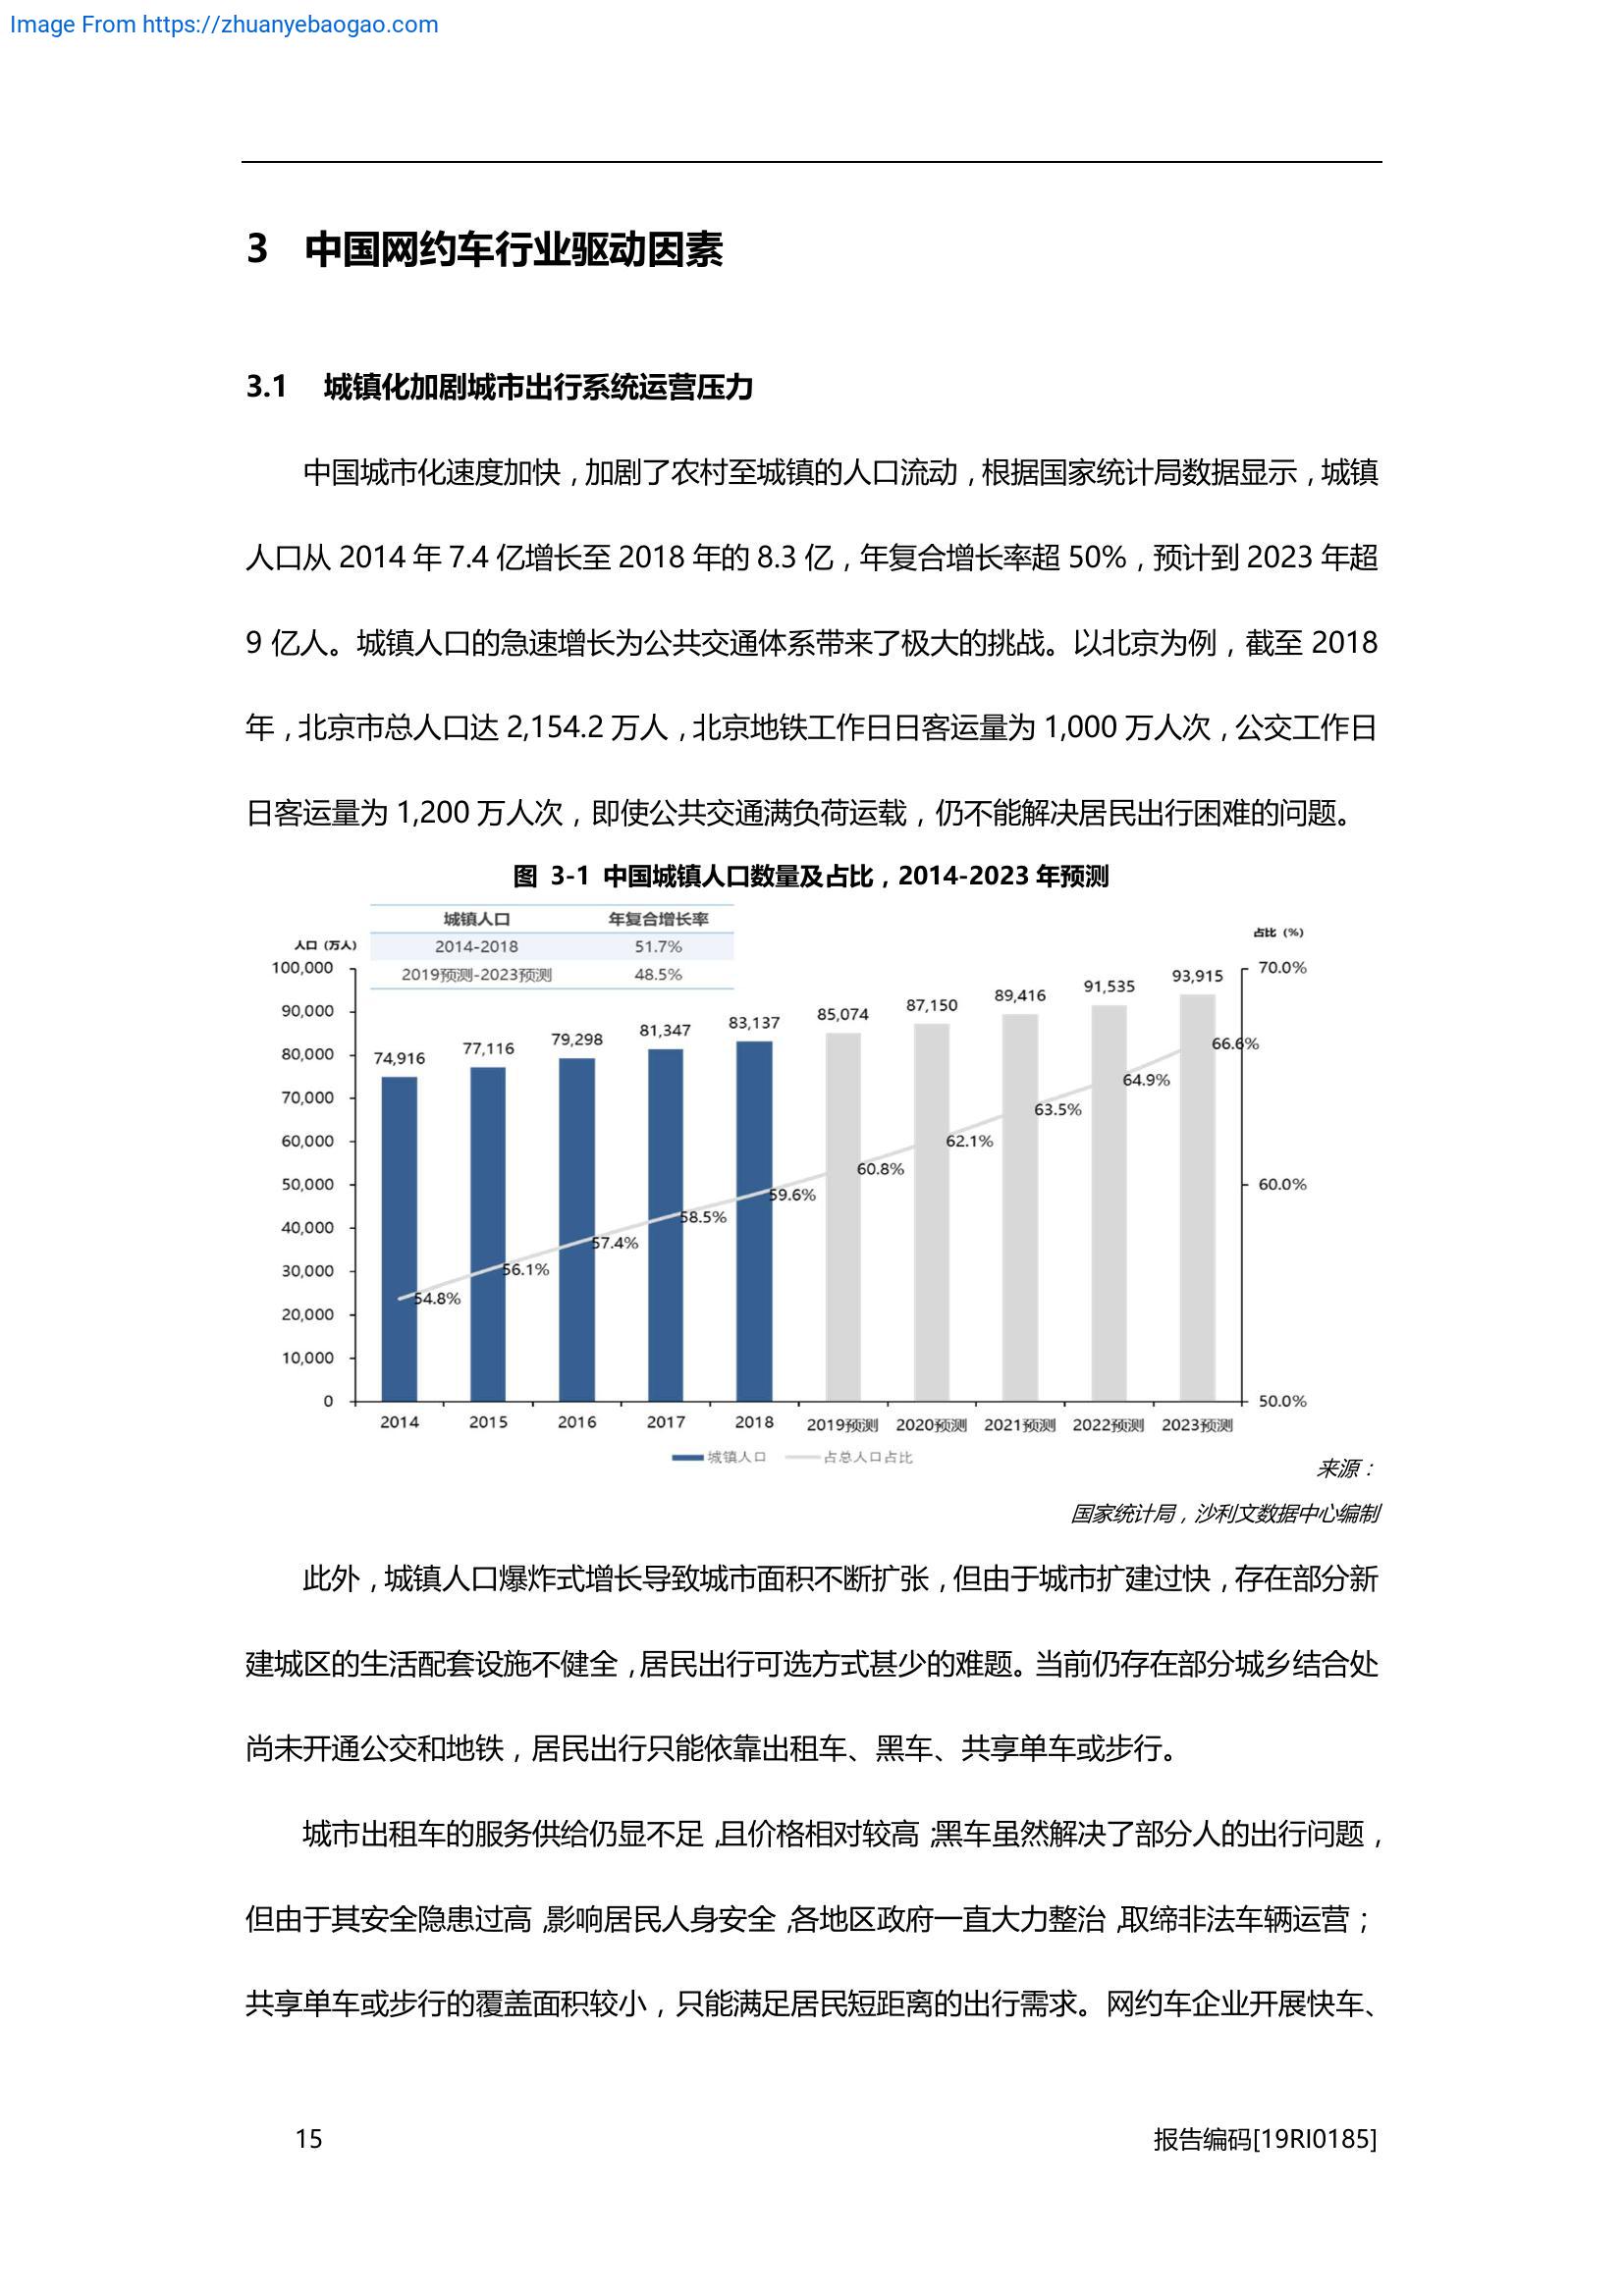 Image From https://zhuanyebaogao.com
3 中国网约车行业驱动因素
3.1 城镇化加剧城市出行系统运营压力
中国城市化速度加快，加剧了农村至城镇的人口流动，根据国家统计局数据显示，城镇
人口从 2014 年 7.4 亿增长至 2018 年的 8.3 亿，年复合增长率超 50%，预计到 2023 年超
9 亿人。城镇人口的急速增长为公共交通体系带来了极大的挑战。以北京为例，截至 2018
年，北京市总人口达 2,154.2 万人，北京地铁工作日日客运量为 1,000 万人次，公交工作日
日客运量为 1,200 万人次，即使公共交通满负荷运载，仍不能解决居民出行困难的问题。
图 3-1 中国城镇人口数量及占比，2014-2023 年预测
城镇人口 年复合增长率
2014-2018 51.7%
2019预测-2023预测 48.5%
人口（万人）
占比（%）
100,000
90,000
80,000
70,000
60,000
50,000
40,000
30,000
20,000
10,000
0
74,916 77,116 79,298 81,347 83,137 85,074 87,150 89,416 91,535 93,915
54.8% 56.1% 57.4% 58.5% 59.6% 60.8% 62.1% 63.5% 64.9% 66.6%
70.0%
60.0%
50.0%
2014 2015 2016 2017 2018 2019预测 2020预测 2021预测 2022预测 2023预测
城镇人口 占总人口占比
来源：
国家统计局，沙利文数据中心编制
此外，城镇人口爆炸式增长导致城市面积不断扩张，但由于城市扩建过快，存在部分新
建城区的生活配套设施不健全，居民出行可选方式甚少的难题。当前仍存在部分城乡结合处
尚未开通公交和地铁，居民出行只能依靠出租车、黑车、共享单车或步行。
城市出租车的服务供给仍显不足，且价格相对较高；黑车虽然解决了部分人的出行问题，
但由于其安全隐患过高，影响居民人身安全，各地区政府一直大力整治，取缔非法车辆运营；
共享单车或步行的覆盖面积较小，只能满足居民短距离的出行需求。网约车企业开展快车、
15
报告编码[19RI0185]